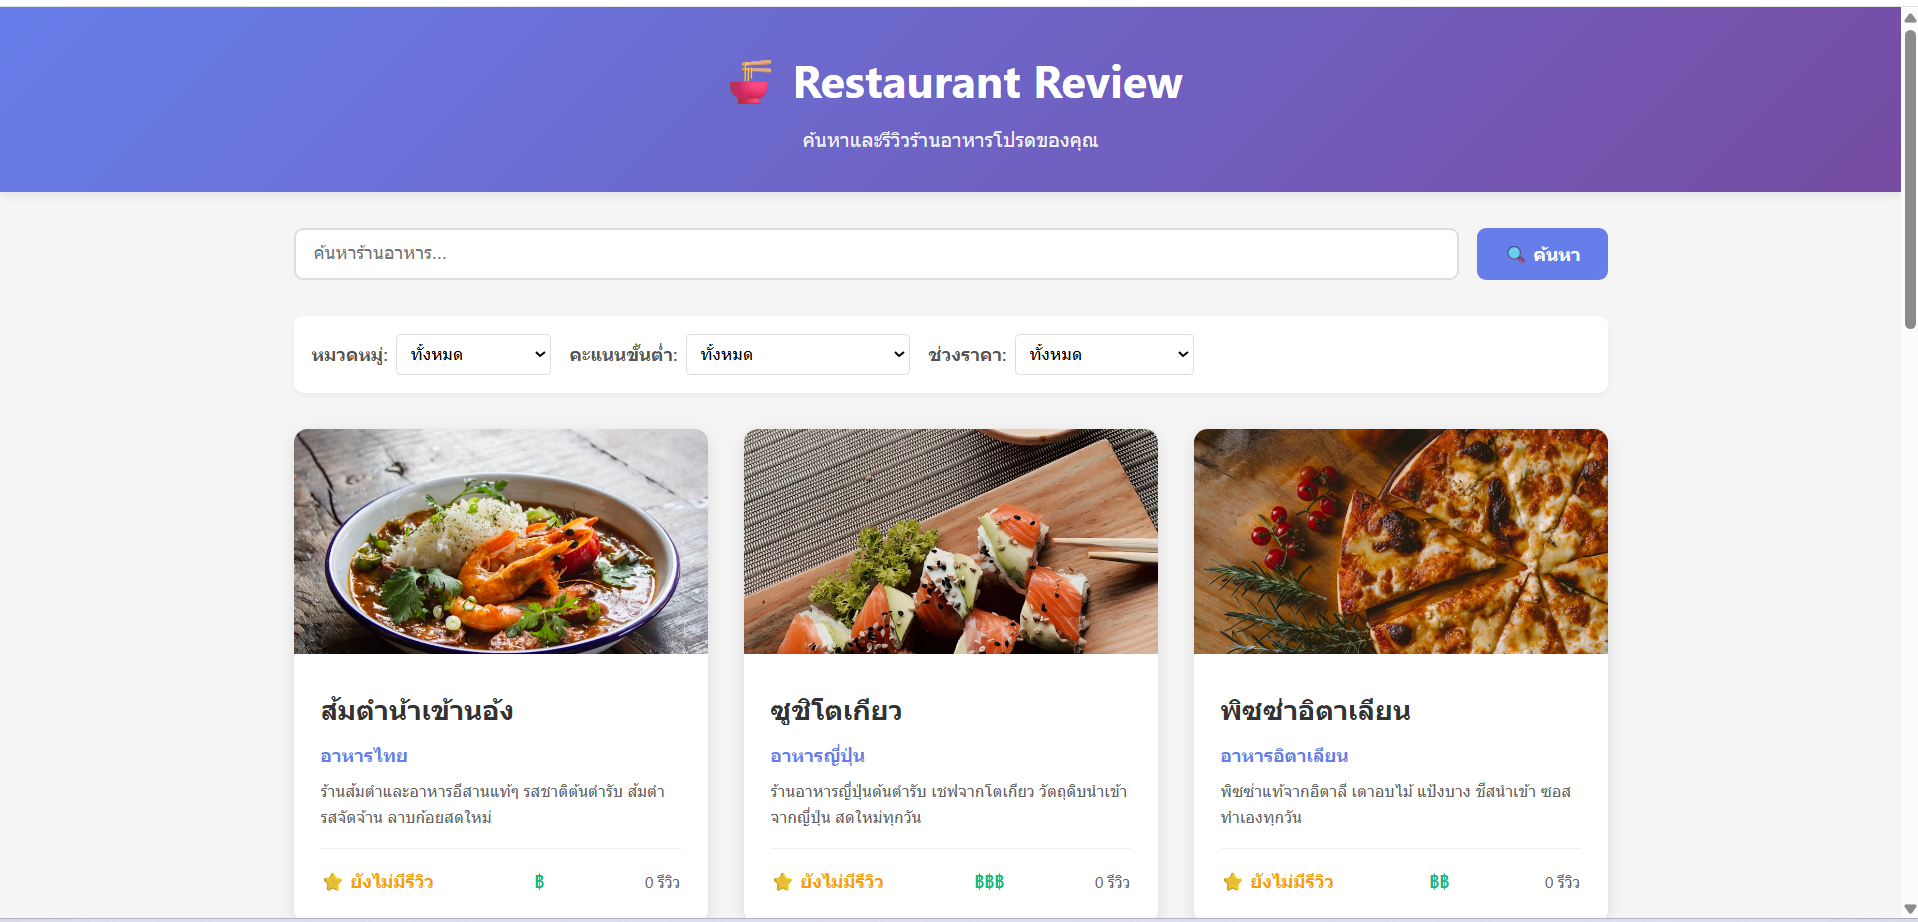 Restaurant Review
ค้นหาและรีวิวร้านอาหารโปรดของคุณ
ค้นหาร้านอาหาร...
ค้นหา
หมวดหมู่: ทั้งหมด คะแนนขั้นต่ำ: ทั้งหมด ช่วงราคา: ทั้งหมด
ส้มตำน้าเข้านอ้ง
อาหารไทย
ร้านส้มตำและอาหารอีสานแท้ๆ รสชาติต้นตำรับ ส้มตำ
รสจัดจ้าน ลาบก้อยสดใหม่
ยังไม่มีรีวิว ฿ 0 รีวิว
ซูชิโตเกียว
อาหารญี่ปุ่น
ร้านอาหารญี่ปุ่นต้นตำรับ เชฟจากโตเกียว วัตถุดิบนำเข้า
จากญี่ปุ่น สดใหม่ทุกวัน
ยังไม่มีรีวิว ฿฿฿ 0 รีวิว
พิซซ่าอิตาเลียน
อาหารอิตาเลียน
พิซซ่าแท้จากอิตาลี เตาอบไม้ แป้งบาง ชีสนำเข้า ซอส
ทำเองทุกวัน
ยังไม่มีรีวิว ฿฿ 0 รีวิว